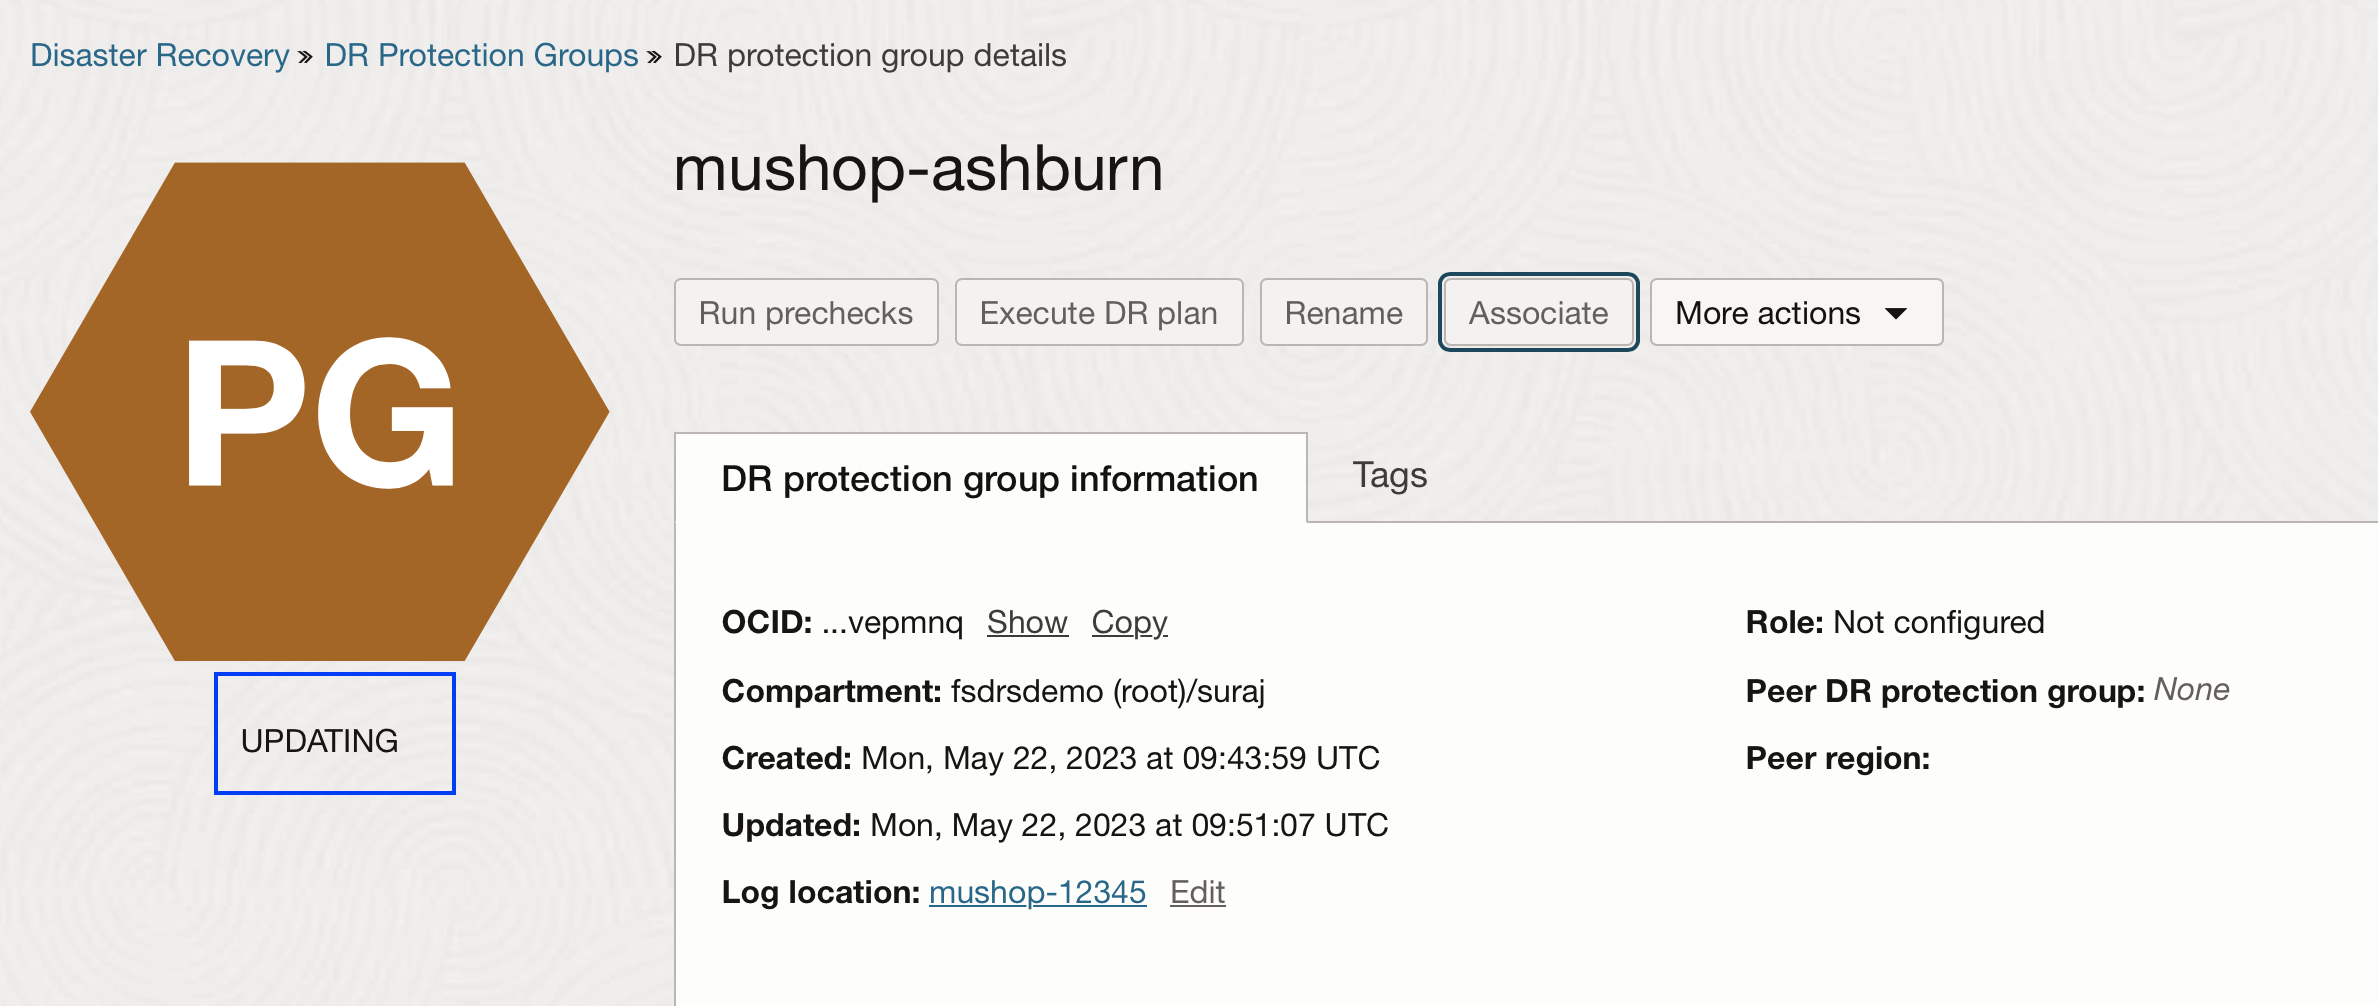 Disaster Recovery » DR Protection Groups » DR protection group details
mushop-ashburn
PG
Run prechecks Execute DR plan Rename Associate More actions
DR protection group information Tags
OCID: ...vepmnq Show Copy Role: Not configured
Compartment: fsdrsdemo (root)/suraj Peer DR protection group: None
UPDATING
Created: Mon, May 22, 2023 at 09:43:59 UTC Peer region:
Updated: Mon, May 22, 2023 at 09:51:07 UTC
Log location: mushop-12345 Edit